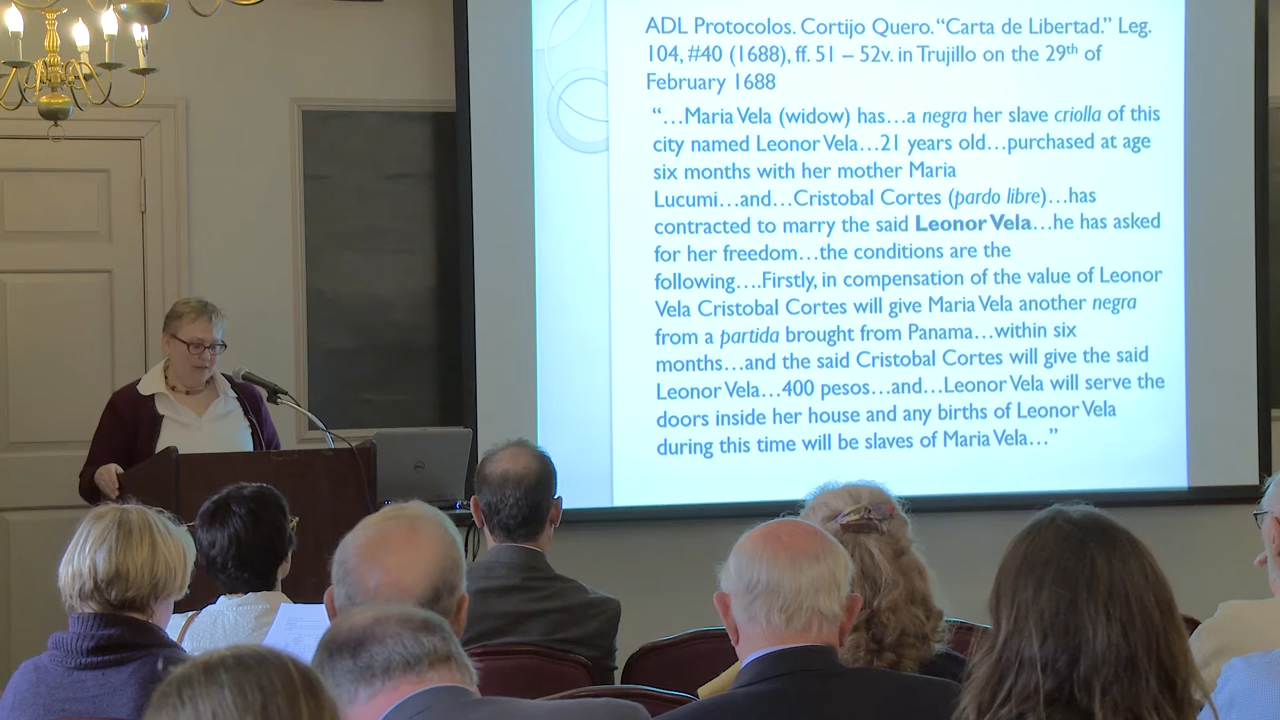 ADL Protocolos. Cortijo Quero. “Carta de Libertad.” Leg.
104, #40 (1688), ff. 51 – 52v. in Trujillo on the 29th of
February 1688
“…Maria Vela (widow) has…a negra her slave criolla of this
city named Leonor Vela…21 years old…purchased at age
six months with her mother Maria
Lucumi…and…Cristobal Cortes (pardo libre)…has
contracted to marry the said Leonor Vela…he has asked
for her freedom…the conditions are the
following….Firstly, in compensation of the value of Leonor
Vela Cristobal Cortes will give Maria Vela another negra
from a partida brought from Panama…within six
months…and the said Cristobal Cortes will give the said
Leonor Vela…400 pesos…and…Leonor Vela will serve the
doors inside her house and any births of Leonor Vela
during this time will be slaves of Maria Vela…”